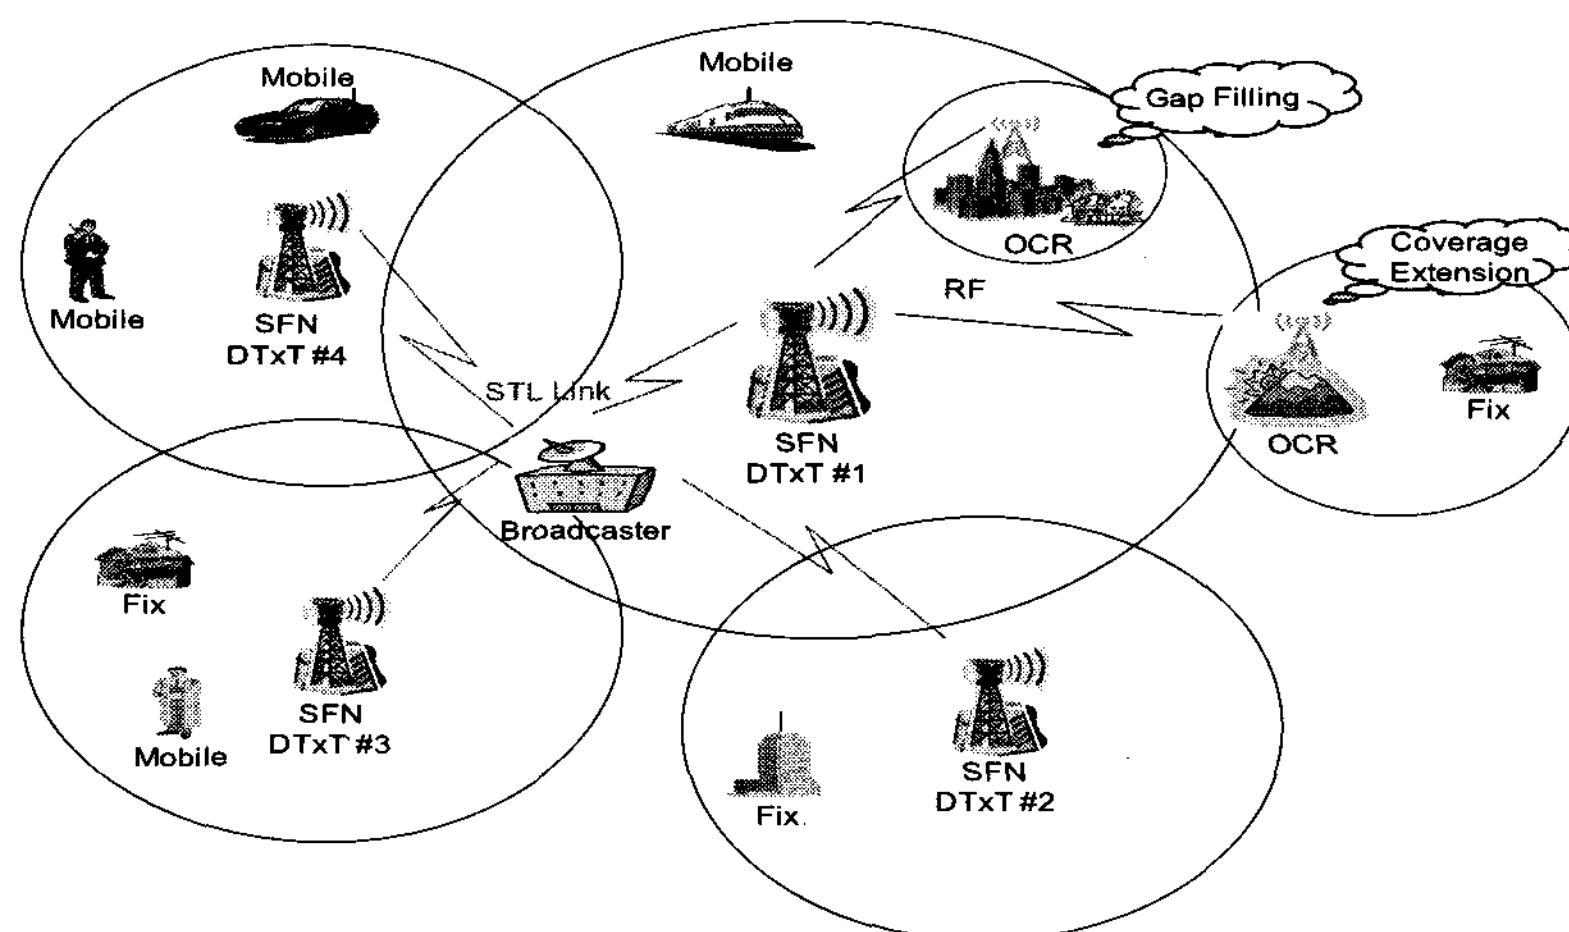 Mobile
Mobile
Gap Filling
OCR
Coverage
Extension
RF
Mobile
SFN
DTxT #4
STL Link
SFN
DTxT #1
Fix
OCR
Broadcaster
Fix
SFN
DTxT #3
Mobile
SFN
DTxT #2
Fix